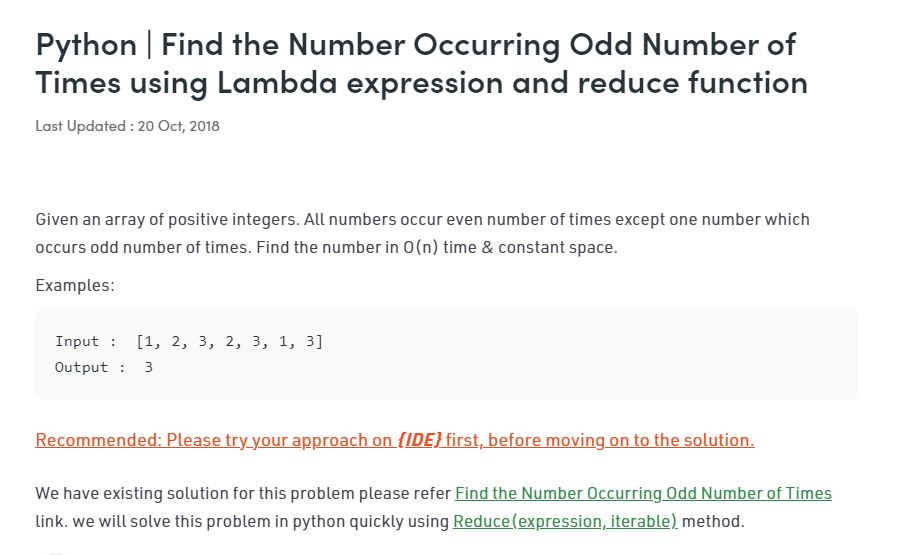 Python | Find the Number Occurring Odd Number of
Times using Lambda expression and reduce function
Last Updated : 20 Oct, 2018
Given an array of positive integers. All numbers occur even number of times except one number which
occurs odd number of times. Find the number in O(n) time & constant space.
Examples:
Input :  [1, 2, 3, 2, 3, 1, 3]
Output :  3
Recommended: Please try your approach on {IDE} first, before moving on to the solution.
We have existing solution for this problem please refer Find the Number Occurring Odd Number of Times
link. we will solve this problem in python quickly using Reduce(expression, iterable) method.